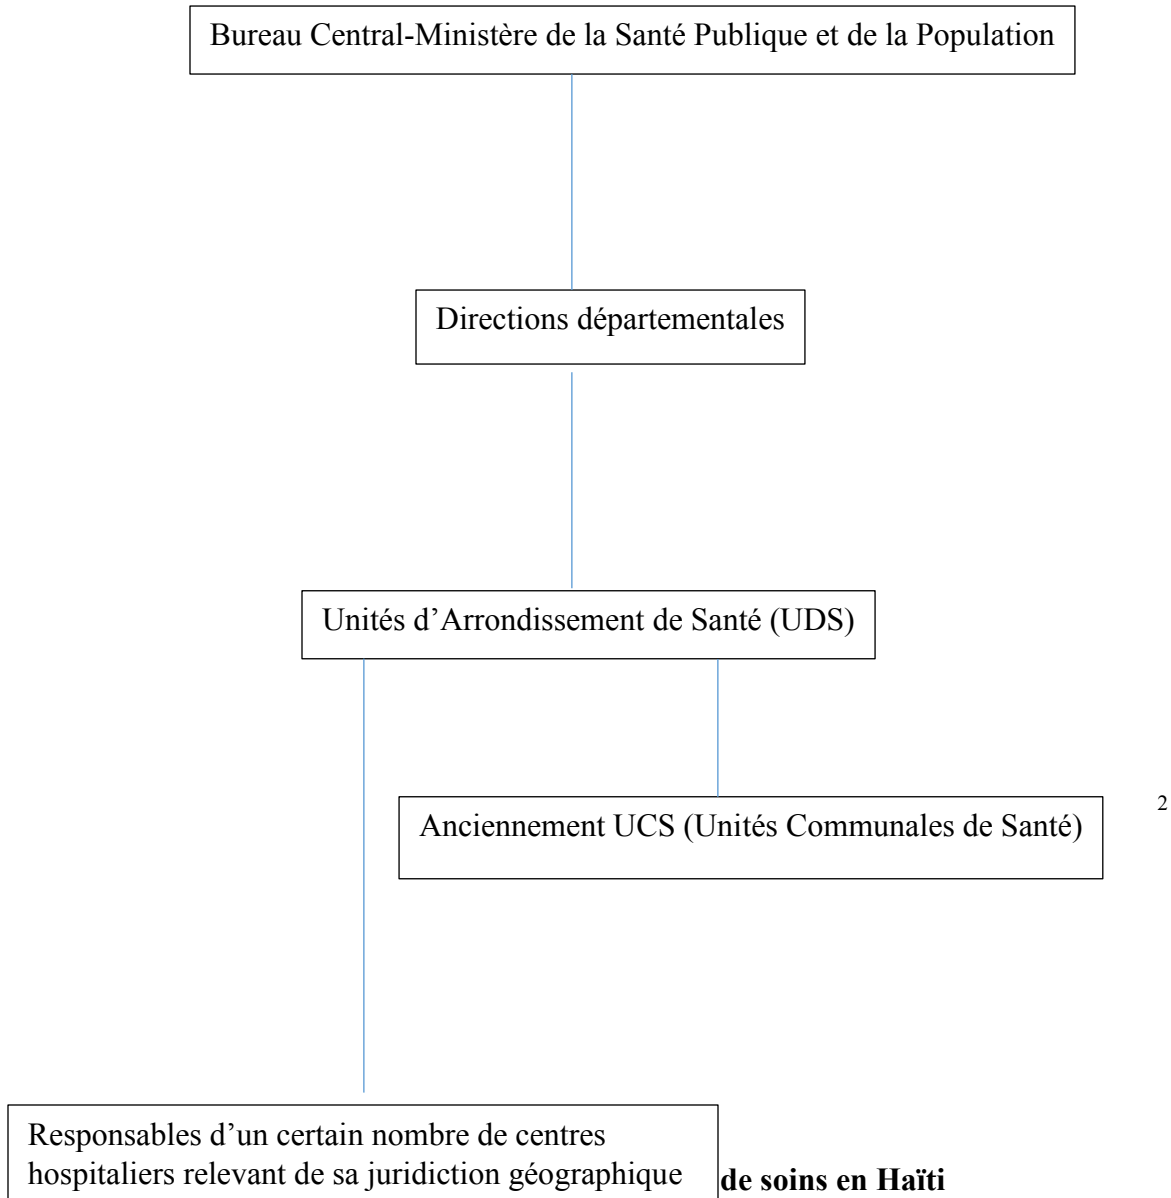 Bureau Central-Ministère de la Santé Publique et de la Population
Directions départementales
Unités d’Arrondissement de Santé (UDS)
Anciennement UCS (Unités Communales de Santé)
2
Responsables d’un certain nombre de centres
hospitaliers relevant de sa juridiction géographique
de soins en Haïti